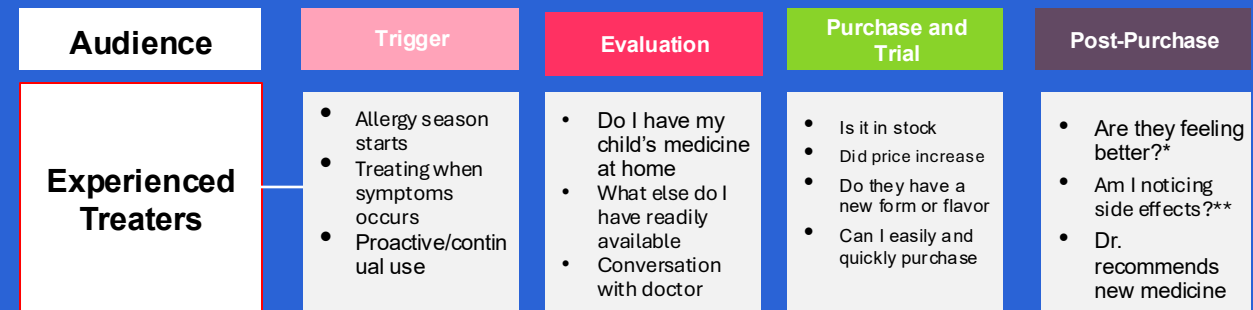 Audience
Trigger
Evaluation
Purchase and
Trial
Post-Purchase
Experienced
Treaters
• Allergy season
starts
• Treating when
symptoms
occurs
• Proactive/contin
ual use
• Do I have my
child's medicine
at home
• What else do I
have readily
available
• Conversation
with doctor
• Is it in stock
• Did price increase
• Do they have a
new form or flavor
• Can I easily and
quickly purchase
• Are they feeling
better?*
• Am I noticing
side effects?**
• Dr.
recommends
new medicine